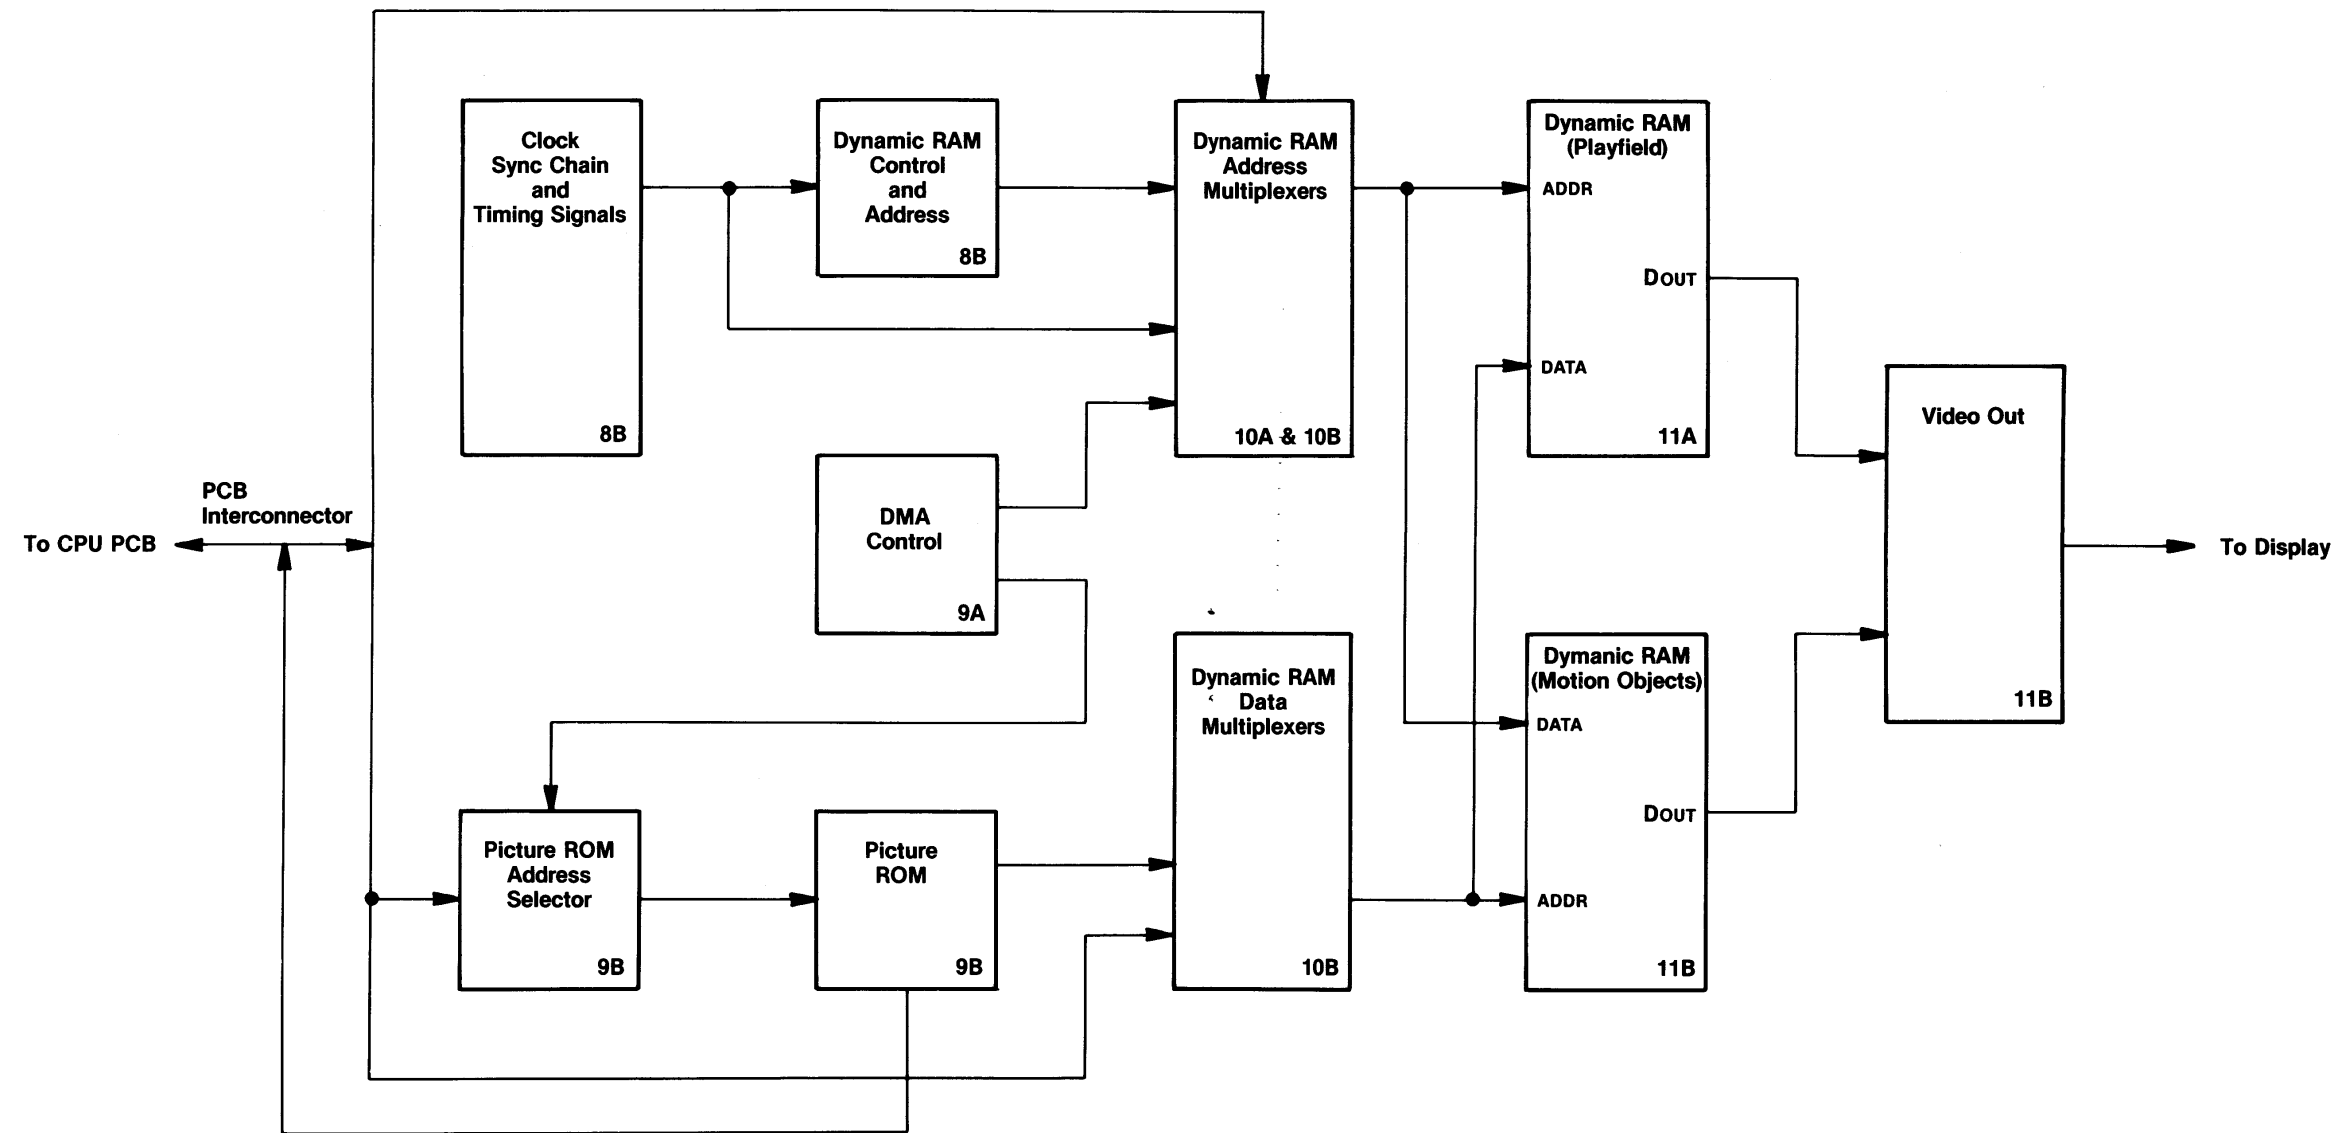 Clock
Sync Chain
and
Timing Signals
8B
Dynamic RAM
Control
and
Address
8B
Dynamic RAM
Address
Multiplexers
10A & 10B
Dynamic RAM
(Playfield)
ADDR
DOUT
DATA
11A
Video Out
11B
PCB
Interconnector
To CPU PCB
DMA
Control
9A
To Display
Dynamic RAM
Data
Multiplexers
10B
Dymanic RAM
(Motion Objects)
DATA
DOUT
ADDR
11B
Picture ROM
Address
Selector
9B
Picture
ROM
9B